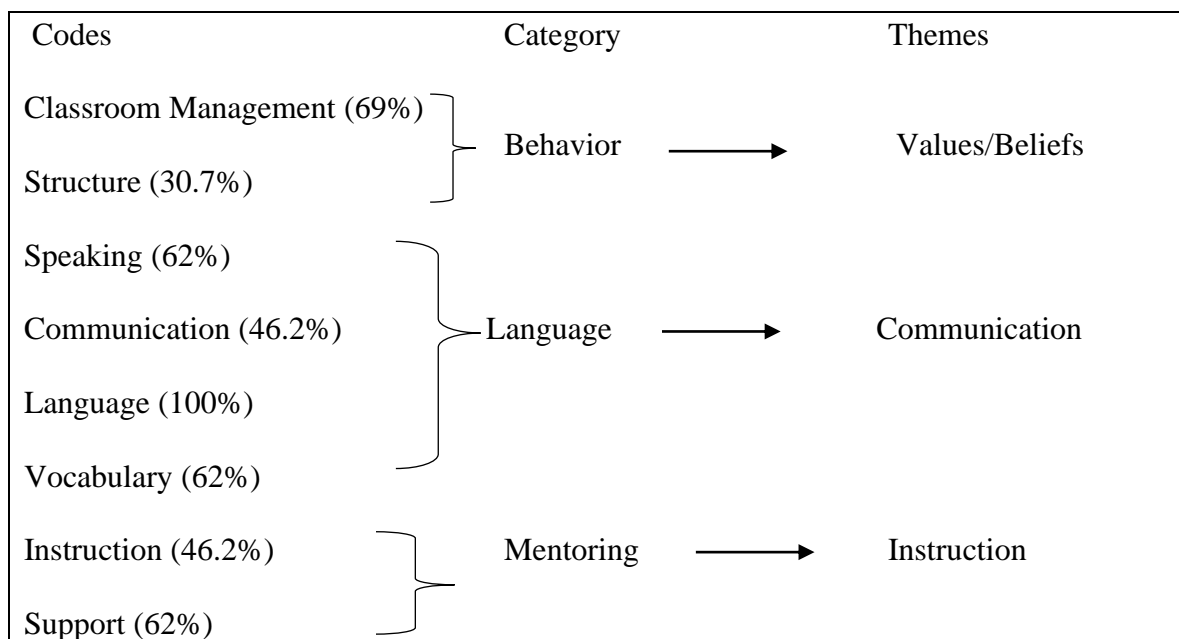 Codes Category Themes
Classroom Management (69%)
Behavior Values/Beliefs
Structure (30.7%)
Speaking (62%)
Communication (46.2%) Language Communication
Language (100%)
Vocabulary (62%)
Instruction (46.2%) Mentoring Instruction
Support (62%)